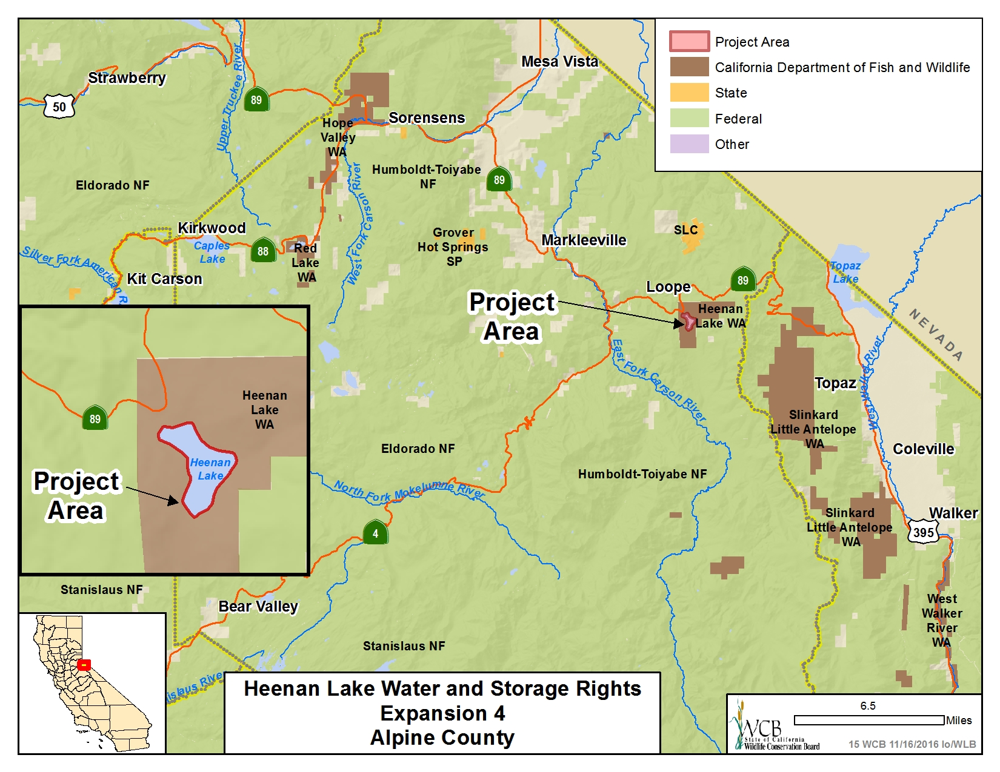 Project Area
California Department of Fish and Wildlife
State
Federal
Other
Mesa Vista
Strawberry
50
89
Upper Truckee River
Sorensens
Hope
Valley
WA
Humboldt-Toiyabe
NF
89
Eldorado NF
West Fork Carson River
Kirkwood
Caples
Lake
88
Red
Lake
WA
Grover
Hot Springs
SP
Markleeville
SLC
Silver Fork American R
Kit Carson
Topaz
Lake
Loope
89
Project
Area
Heenan
Lake WA
NEVADA
East Fork Carson River
West Walker River
Topaz
Slinkard
Little Antelope
WA
Coleville
Heenan
Lake
WA
89
Heenan
Lake
Project
Area
Eldorado NF
Humboldt-Toiyabe NF
North Fork Mokelumne River
4
Slinkard
Little Antelope
WA
Walker
395
Stanislaus NF
Bear Valley
West
Walker
River
WA
Stanislaus NF
islaus River
Heenan Lake Water and Storage Rights
Expansion 4
Alpine County
6.5
Miles
WCB
State of California
Wildlife Conservation Board
15 WCB 11/16/2016 lo/WLB